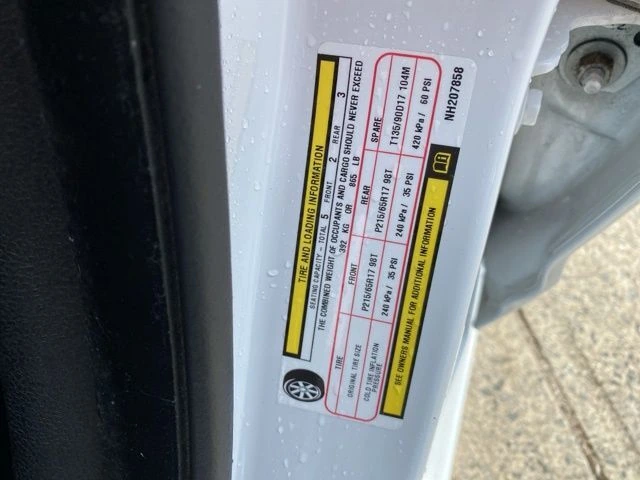 TIRE AND LOADING INFORMATION
SEATING CAPACITY - TOTAL 5 FRONT 2 REAR 3
THE COMBINED WEIGHT OF OCCUPANTS AND CARGO SHOULD NEVER EXCEED
392 KG OR 865 LB
TIRE FRONT REAR SPARE
ORIGINAL TIRE SIZE P215/65R17 98T P215/65R17 98T T135/90D17 104M
COLD TIRE INFLATION PRESSURE 240 kPa / 35 PSI 240 kPa / 35 PSI 420 kPa / 60 PSI
SEE OWNERS MANUAL FOR ADDITIONAL INFORMATION
NH207858